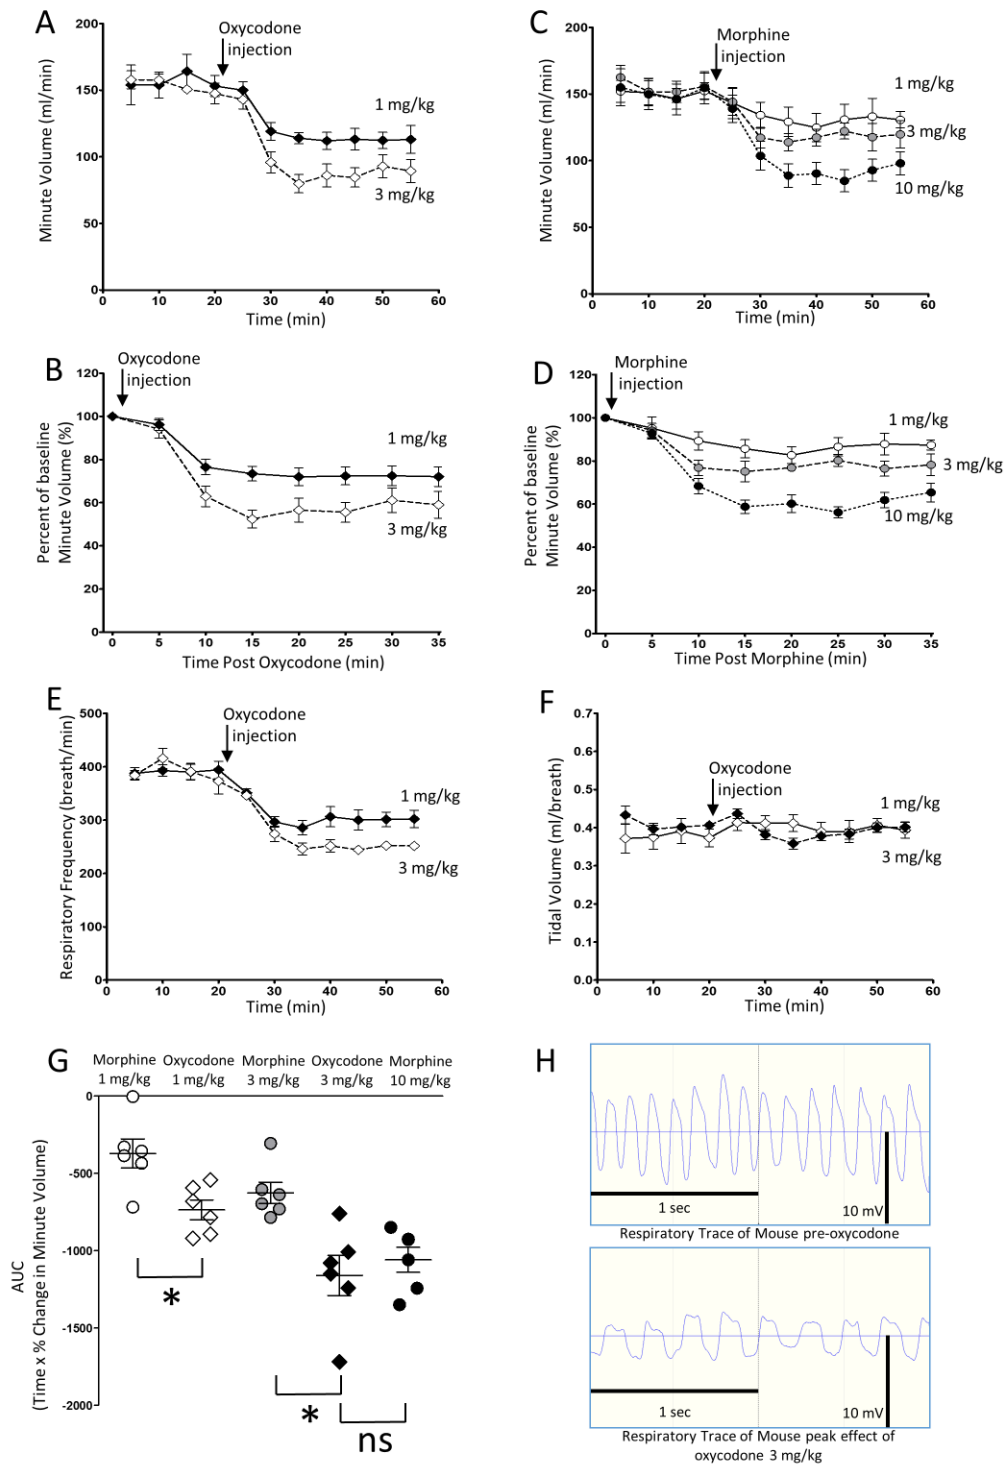 A
Oxycodone
injection
Minute Volume (ml/min)
200
150
100
50
0
1 mg/kg
3 mg/kg
0 10 20 30 40 50 60
Time (min)
C
Morphine
injection
Minute Volume (ml/min)
200
150
100
50
0
1 mg/kg
3 mg/kg
10 mg/kg
0 10 20 30 40 50 60
Time (min)
B
Oxycodone
injection
Percent of baseline
Minute Volume (%)
120
100
80
60
40
20
0
1 mg/kg
3 mg/kg
0 5 10 15 20 25 30 35
Time Post Oxycodone (min)
D
Morphine
injection
Percent of baseline
Minute Volume (%)
120
100
80
60
40
20
0
1 mg/kg
3 mg/kg
10 mg/kg
0 5 10 15 20 25 30 35
Time Post Morphine (min)
E
Oxycodone
injection
Respiratory Frequency (breath/min)
500
400
300
200
100
0
1 mg/kg
3 mg/kg
0 10 20 30 40 50 60
Time (min)
F
Oxycodone
injection
Tidal Volume (ml/breath)
0.7
0.6
0.5
0.4
0.3
0.2
0.1
0.0
1 mg/kg
3 mg/kg
0 10 20 30 40 50 60
Time (min)
G
Morphine Oxycodone Morphine Oxycodone Morphine
1 mg/kg 1 mg/kg 3 mg/kg 3 mg/kg 10 mg/kg
AUC
(Time x % Change in Minute Volume)
0
-500
-1000
-1500
-2000
*
*
ns
H
1 sec 10 mV
Respiratory Trace of Mouse pre-oxycodone
1 sec 10 mV
Respiratory Trace of Mouse peak effect of
oxycodone 3 mg/kg